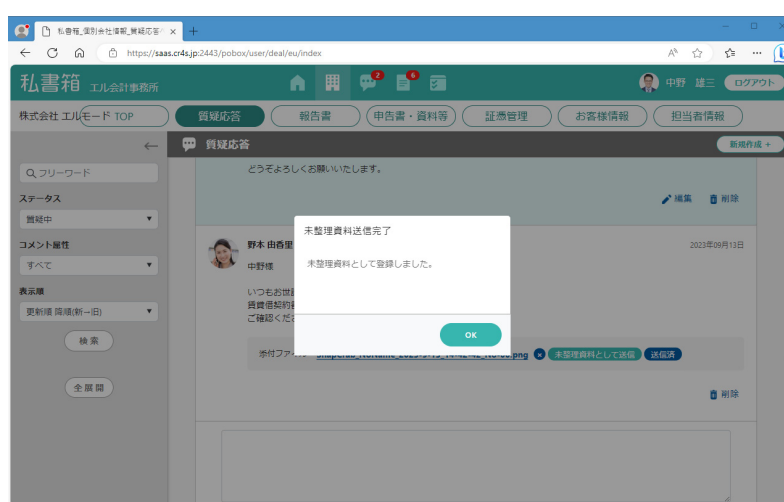 私書箱_個別会社情報_質疑応答
https://saas.cr4s.jp:2443/pobox/user/deal/eu/index
私書箱 エル会計事務所
2
6
中野 雄三
ログアウト
株式会社 エルモード TOP
質疑応答
報告書
申告書・資料等
証憑管理
お客様情報
担当者情報
質疑応答
新規作成 +
フリーワード
ステータス
質疑中
コメント属性
すべて
表示順
更新順 降順(新→旧)
検索
全展開
どうぞよろしくお願いいたします。
編集
削除
野本 由香里
2023年09月13日
中野様
いつもお世話
賃貸借契約
ご確認くだ
添付ファイ
.png
未整理資料として送信
送信済
削除
未整理資料送信完了
未整理資料として登録しました。
OK